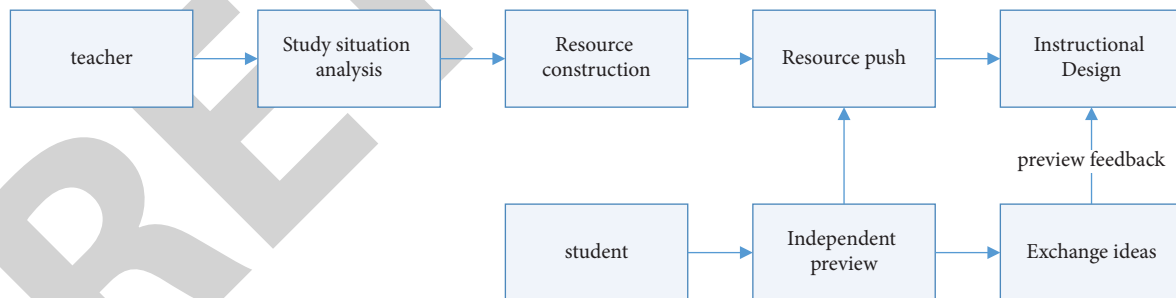 teacher
Study situation
analysis
Resource
construction
Resource push
Instructional
Design
preview feedback
student
Independent
preview
Exchange ideas